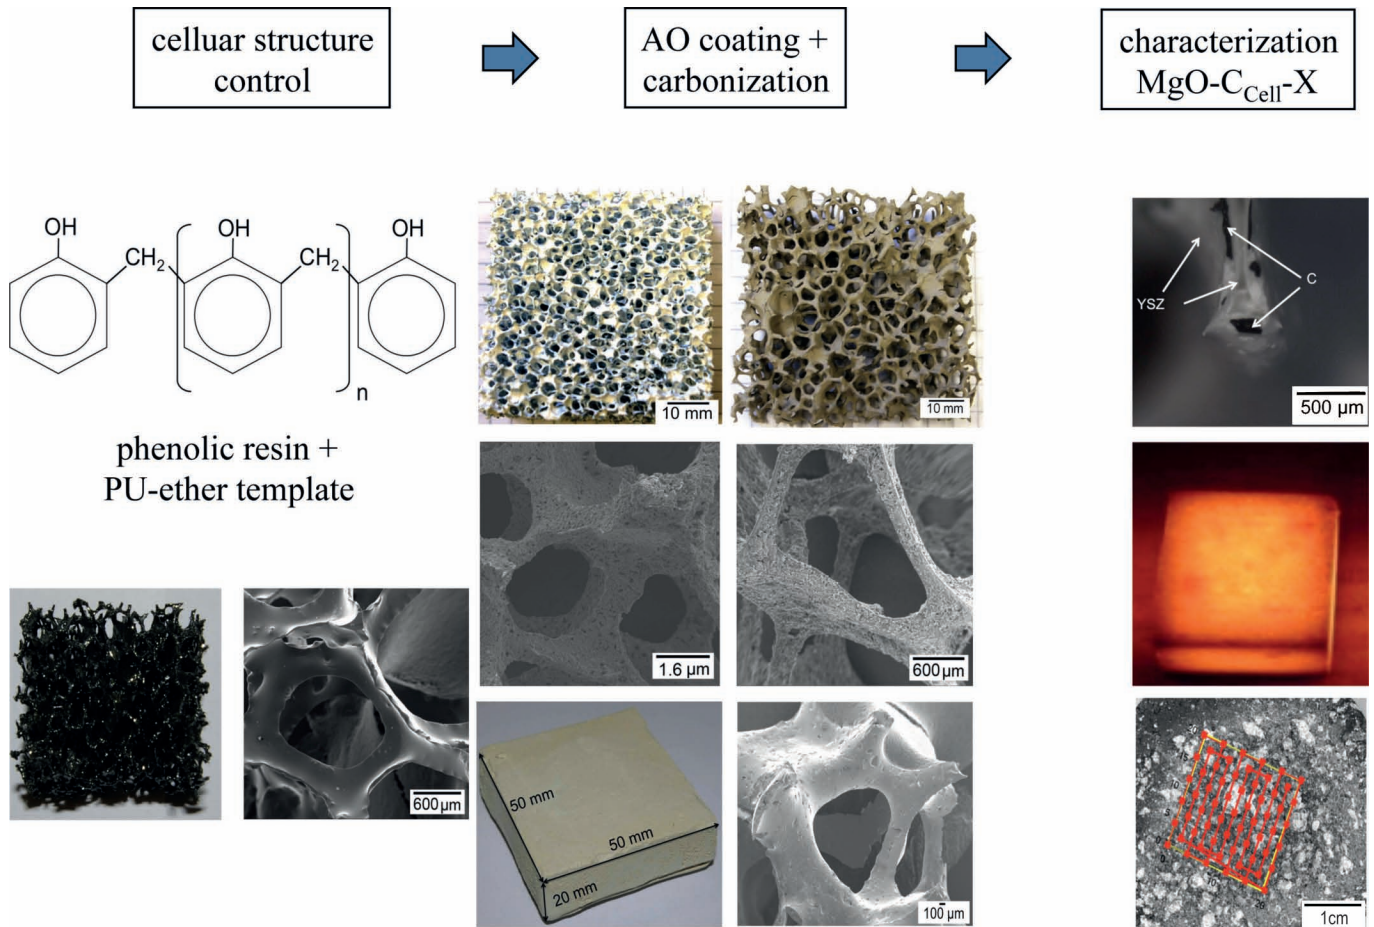 celluar structure
control
AO coating +
carbonization
characterization
MgO-C_Cell-X
OH
OH
OH
CH2
CH2
n
phenolic resin +
PU-ether template
10 mm
10 mm
YSZ
C
500 µm
1.6 µm
600 µm
600 µm
50 mm
50 mm
20 mm
100 µm
1cm